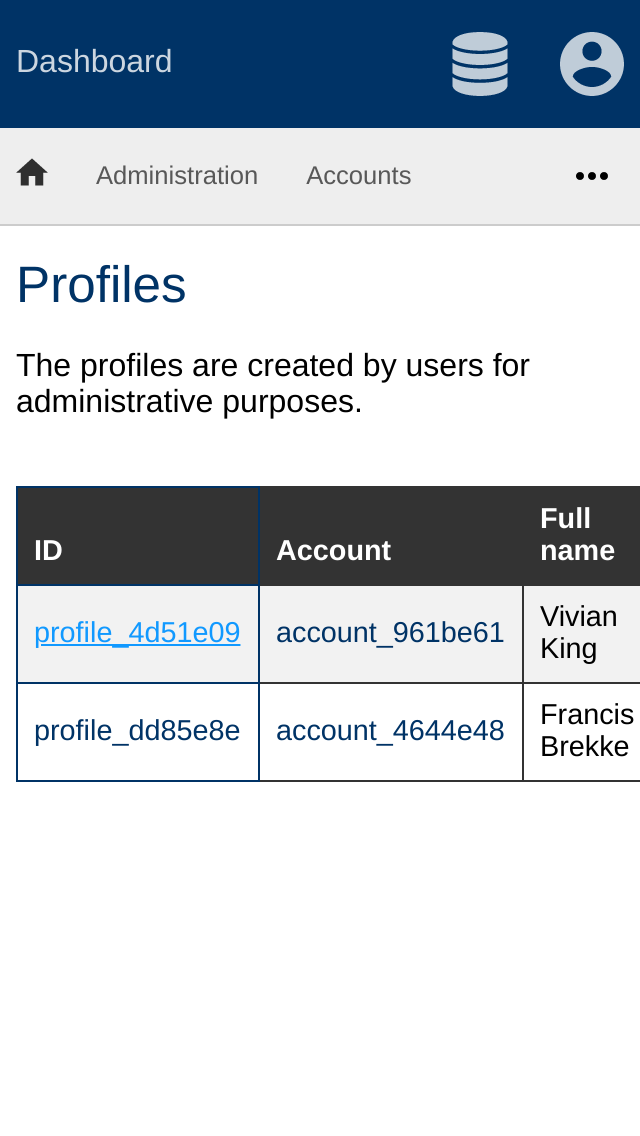 Dashboard
Administration Accounts
Profiles
The profiles are created by users for
administrative purposes.
ID Account Full name
profile_4d51e09 account_961be61 Vivian King
profile_dd85e8e account_4644e48 Francis Brekke